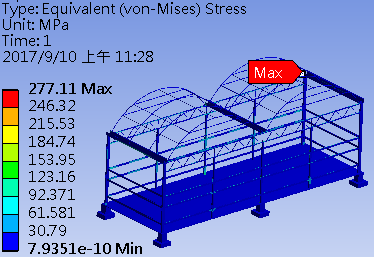 Type: Equivalent (von-Mises) Stress
Unit: MPa
Time: 1
2017/9/10 上午 11:28
Max
277.11 Max
246.32
215.53
184.74
153.95
123.16
92.371
61.581
30.79
7.9351e-10 Min